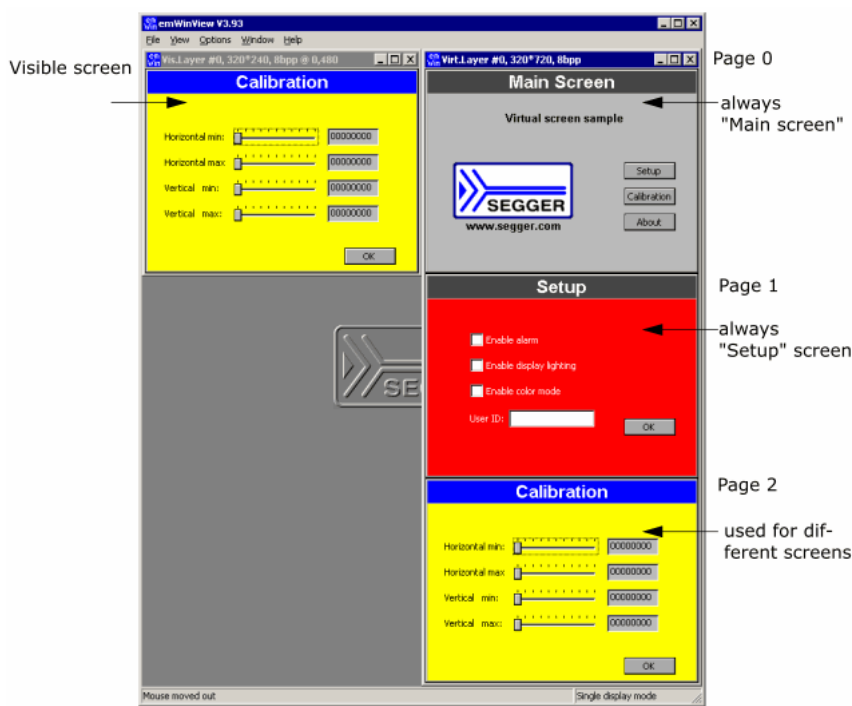 emWinView V3.93
File View Options Window Help
Vis.Layer #0, 320*240, 8bpp @ 0,480
Visible screen
Calibration
Horizontal min: 00000000
Horizontal max 00000000
Vertical min: 00000000
Vertical max: 00000000
OK
SE
Virt.Layer #0, 320*720, 8bpp
Page 0
Main Screen
always
"Main screen"
Virtual screen sample
SEGGER
www.segger.com
Setup
Calibration
About
Page 1
Setup
always
"Setup" screen
Enable alarm
Enable display lighting
Enable color mode
User ID:
OK
Page 2
Calibration
used for dif-
ferent screens
Horizontal min: 00000000
Horizontal max 00000000
Vertical min: 00000000
Vertical max: 00000000
OK
Mouse moved out
Single display mode